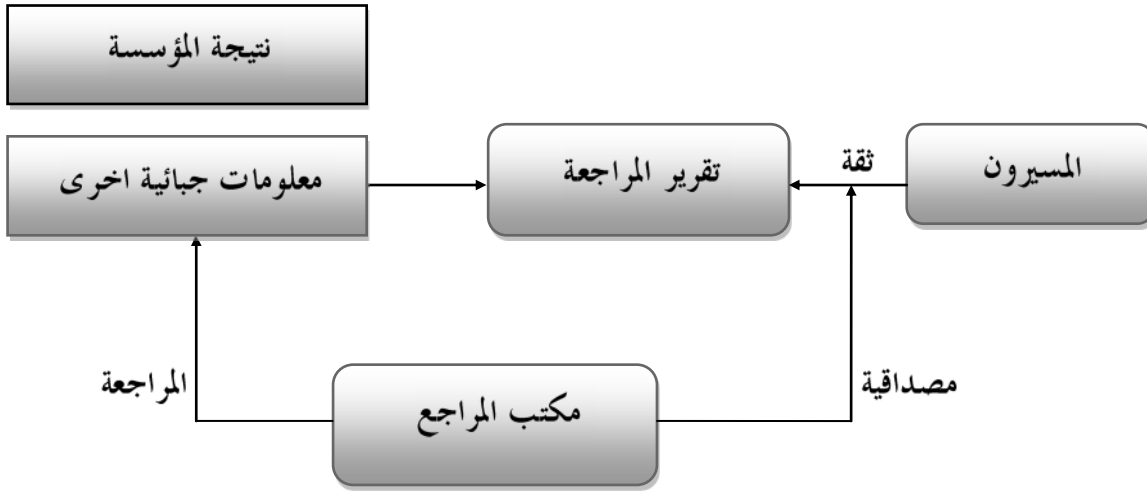 نتيجة المؤسسة
المسيرون
ثقة
تقرير المراجعة
معلومات جبائية اخرى
مصداقية
مكتب المراجع
المراجعة